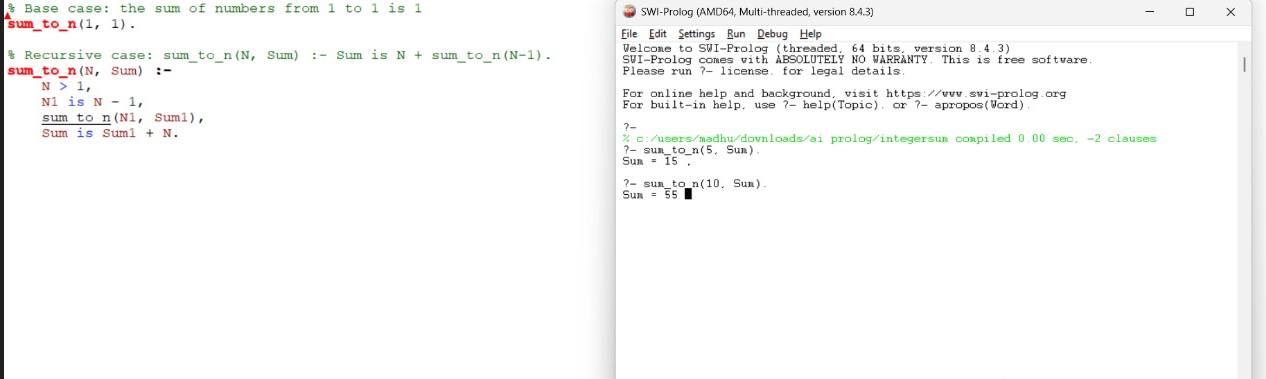 % Base case: the sum of numbers from 1 to 1 is 1
sum_to_n(1, 1).
% Recursive case: sum_to_n(N, Sum) :- Sum is N + sum_to_n(N-1).
sum_to_n(N, Sum) :-
N > 1,
N1 is N - 1,
sum_to_n(N1, Sum1),
Sum is Sum1 + N.
SWI-Prolog (AMD64, Multi-threaded, version 8.4.3)
File Edit Settings Run Debug Help
Welcome to SWI-Prolog (threaded, 64 bits, version 8.4.3)
SWI-Prolog comes with ABSOLUTELY NO WARRANTY. This is free software.
Please run ?- license. for legal details.
For online help and background, visit https://www.swi-prolog.org
For built-in help, use ?- help(Topic). or ?- apropos(Word).
?-
% c:/users/madhu/downloads/ai prolog/integersum compiled 0.00 sec, -2 clauses
?- sum_to_n(5, Sum).
Sum = 15 .
?- sum_to_n(10, Sum).
Sum = 55